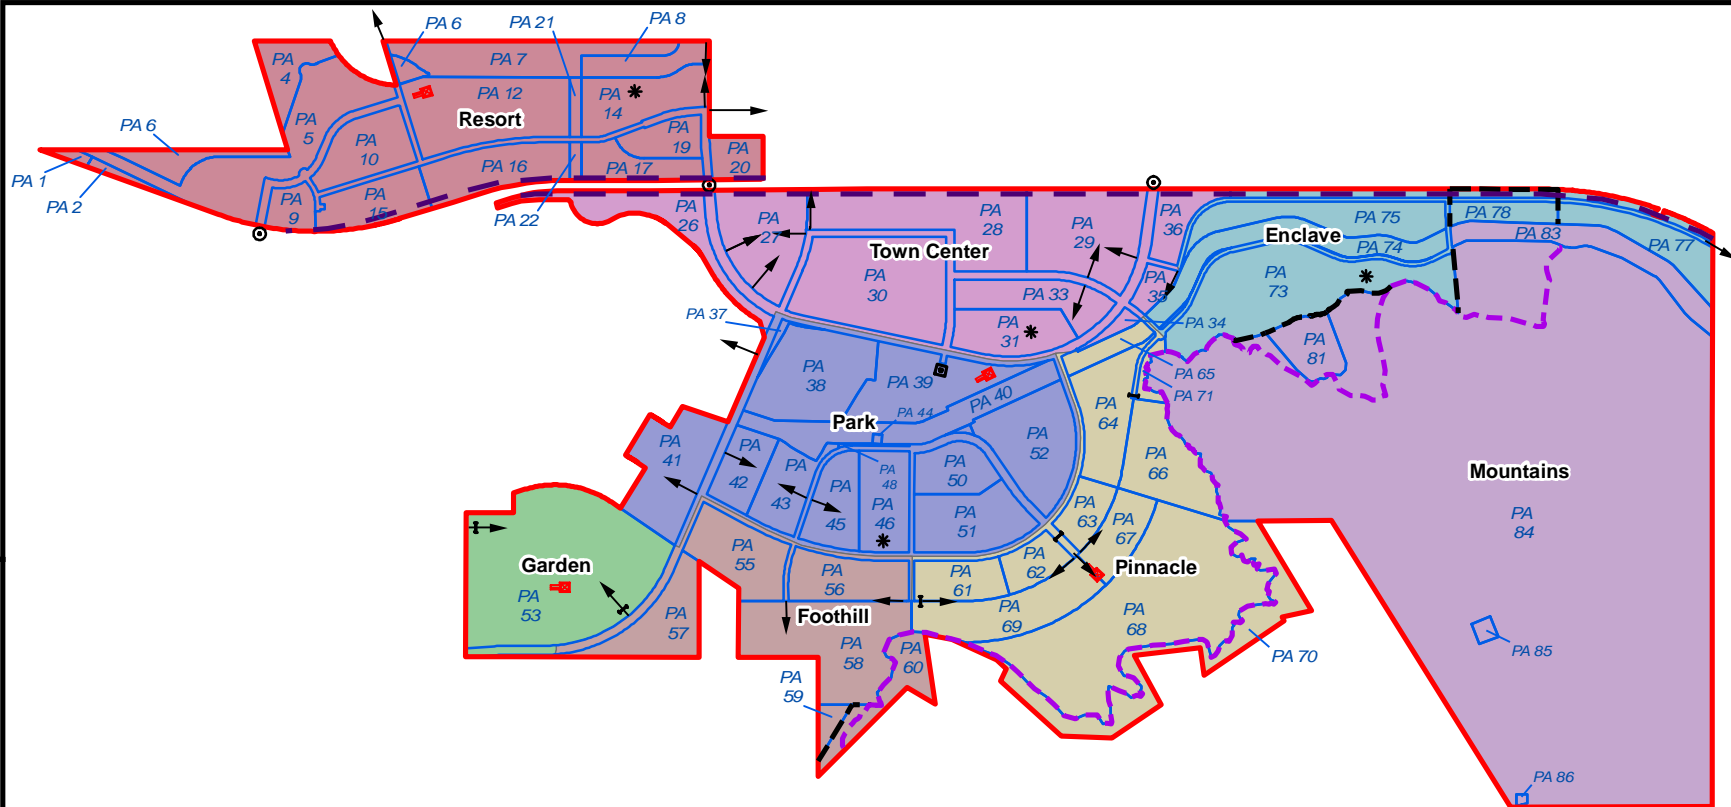 PA 6
PA 21
PA 8
PA
4
PA 7
PA 12
PA
14
Resort
PA 6
PA
5
PA
10
PA
19
PA
20
PA 1
PA 2
PA 16
PA 17
PA
9
PA
15
PA 22
PA
26
PA
27
PA
28
PA
29
PA
36
Town Center
PA
30
PA 33
PA
31
PA
35
PA 34
Enclave
PA 75
PA 74
PA
73
PA 78
PA 83
PA 77
PA
81
PA 65
PA 71
PA 37
PA
38
PA 39
PA 40
PA 44
Park
PA
41
PA
42
PA
43
PA
45
PA
48
PA
46
PA
50
PA
51
PA
52
PA
64
PA
66
PA
63
PA
67
Mountains
PA
84
PA 85
PA 86
Garden
PA
53
PA
55
PA
56
PA
57
Foothill
PA
58
PA
59
PA
60
PA
61
PA
62
Pinnacle
PA
69
PA
68
PA 70